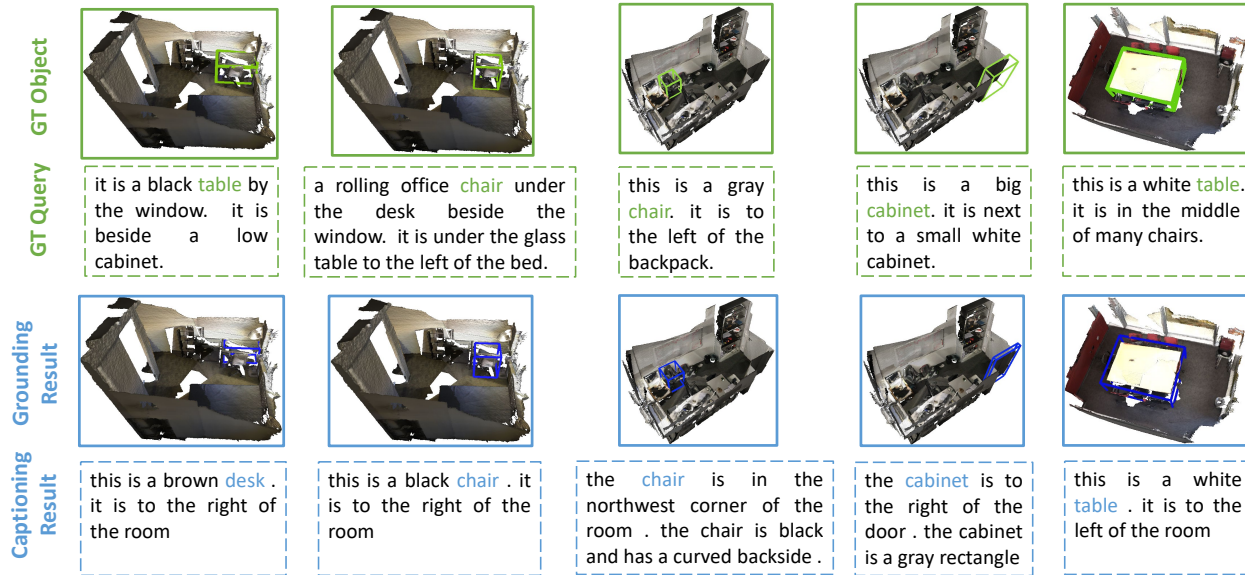 GT Object
GT Query
it is a black table by
the window. it is
beside a low
cabinet.
a rolling office chair under
the desk beside the
window. it is under the glass
table to the left of the bed.
this is a gray
chair. it is to
the left of the
backpack.
this is a big
cabinet. it is next
to a small white
cabinet.
this is a white table.
it is in the middle
of many chairs.
Grounding
Result
Captioning
Result
this is a brown desk .
it is to the right of
the room
this is a black chair . it
is to the right of the
room
the chair is in the
northwest corner of the
room . the chair is black
and has a curved backside .
the cabinet is to
the right of the
door . the cabinet
is a gray rectangle
this is a white
table . it is to the
left of the room